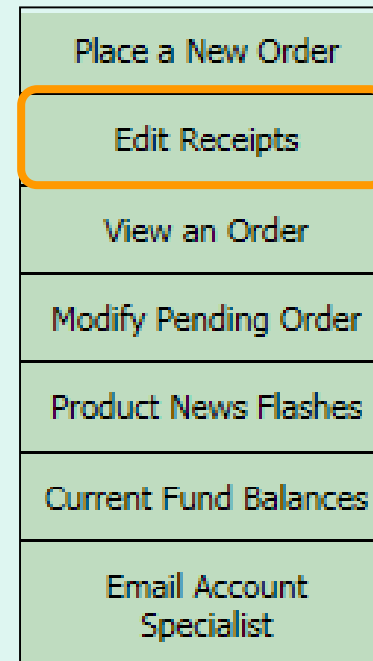 Place a New Order
Edit Receipts
View an Order
Modify Pending Order
Product News Flashes
Current Fund Balances
Email Account
Specialist